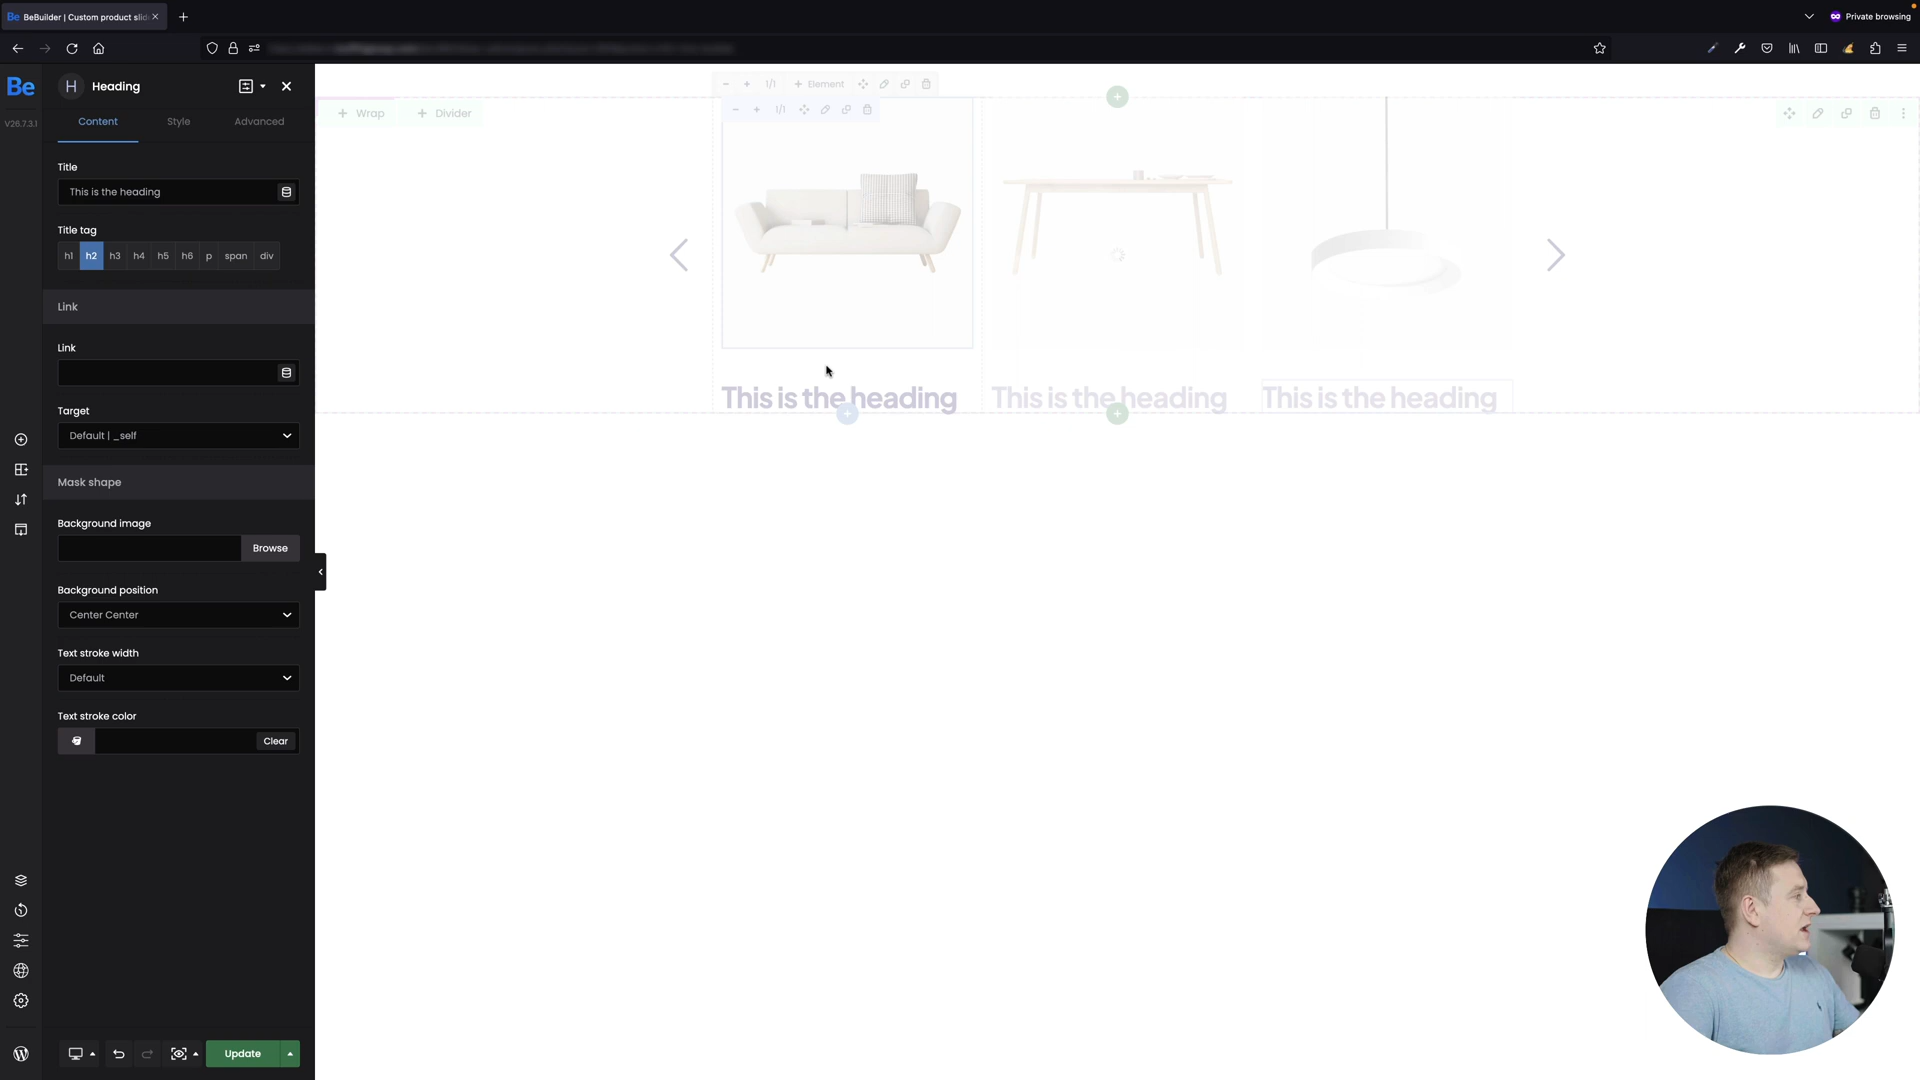 Be BeBuilder | Custom product slid
Private browsing
Be
V26.7.3.1
H Heading
Content Style Advanced
Title
This is the heading
Title tag
h1 h2 h3 h4 h5 h6 p span div
Link
Link
Target
Default | _self
Mask shape
Background image
Browse
Background position
Center Center
Text stroke width
Default
Text stroke color
Clear
Update
1/1 + Element
1/1
+ Wrap + Divider
This is the heading
This is the heading
This is the heading